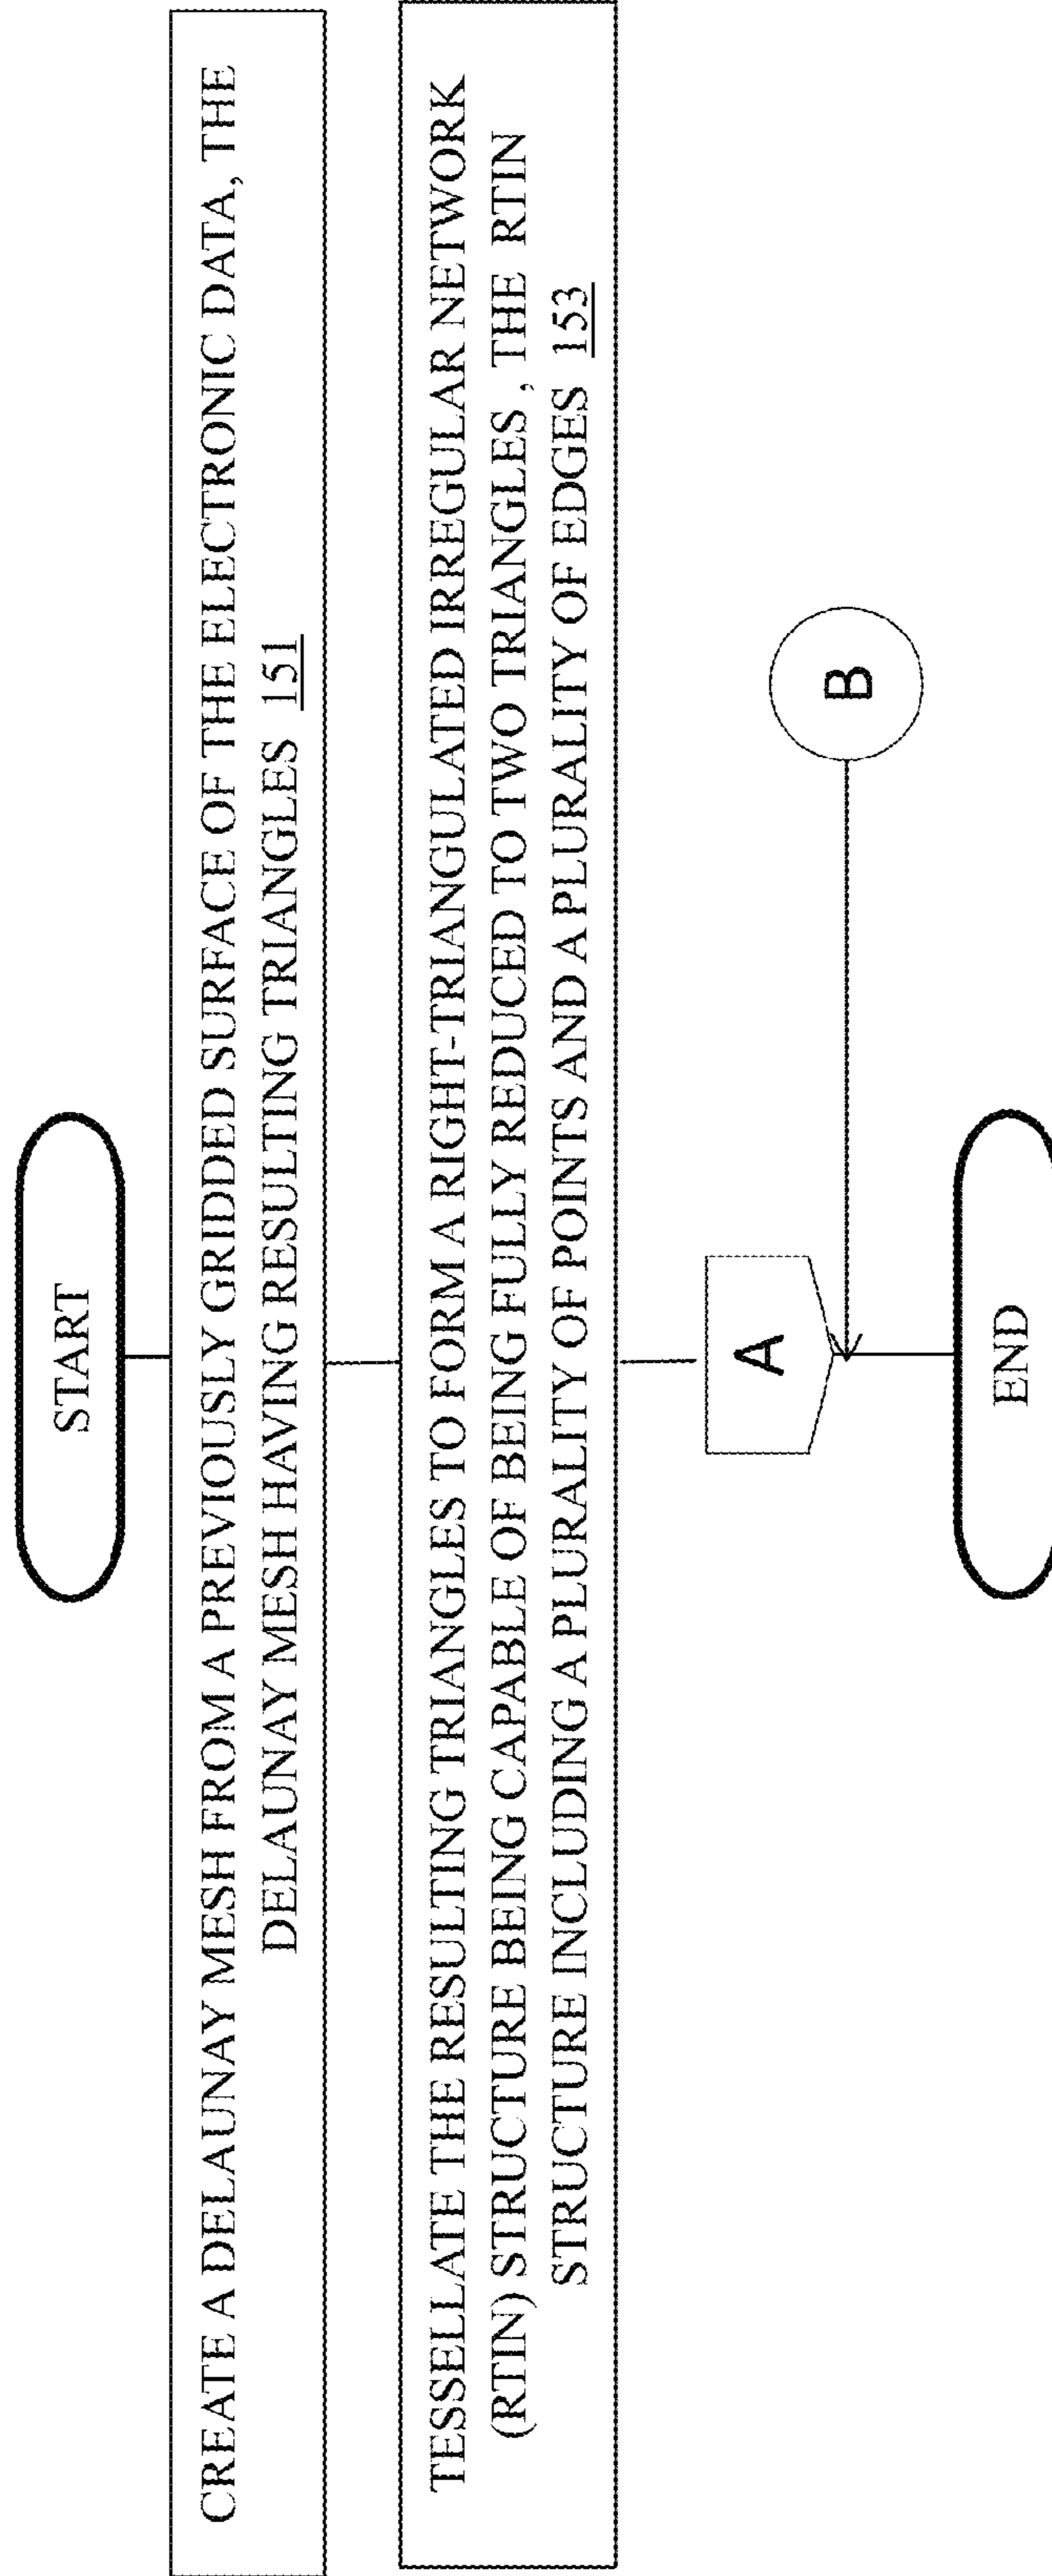 START
CREATE A DELAUNAY MESH FROM A PREVIOUSLY GRIDDED SURFACE OF THE ELECTRONIC DATA, THE
DELAUNAY MESH HAVING RESULTING TRIANGLES 151
TESSELLATE THE RESULTING TRIANGLES TO FORM A RIGHT-TRIANGULATED IRREGULAR NETWORK
(RTIN) STRUCTURE BEING CAPABLE OF BEING FULLY REDUCED TO TWO TRIANGLES , THE RTIN
STRUCTURE INCLUDING A PLURALITY OF POINTS AND A PLURALITY OF EDGES 153
A
B
END